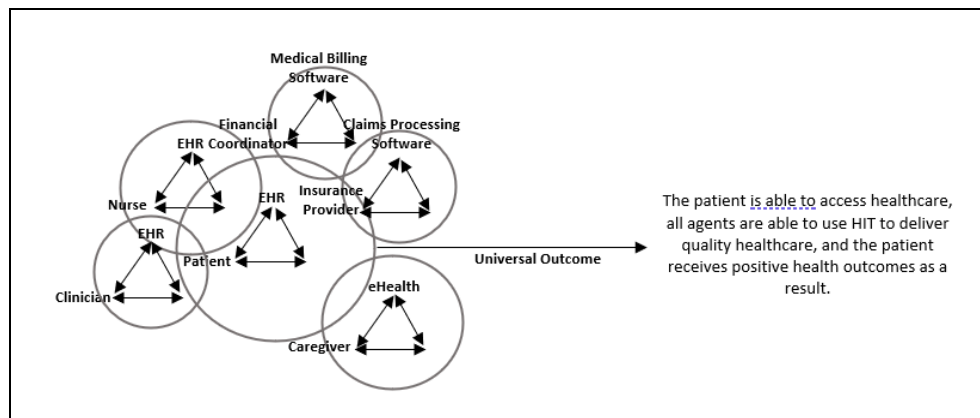 Medical Billing
Software
Financial
Coordinator
Claims Processing
Software
EHR
Nurse
Insurance
Provider
EHR
Patient
EHR
Clinician
eHealth
Caregiver
Universal Outcome
The patient is able to access healthcare,
all agents are able to use HIT to deliver
quality healthcare, and the patient
receives positive health outcomes as a
result.